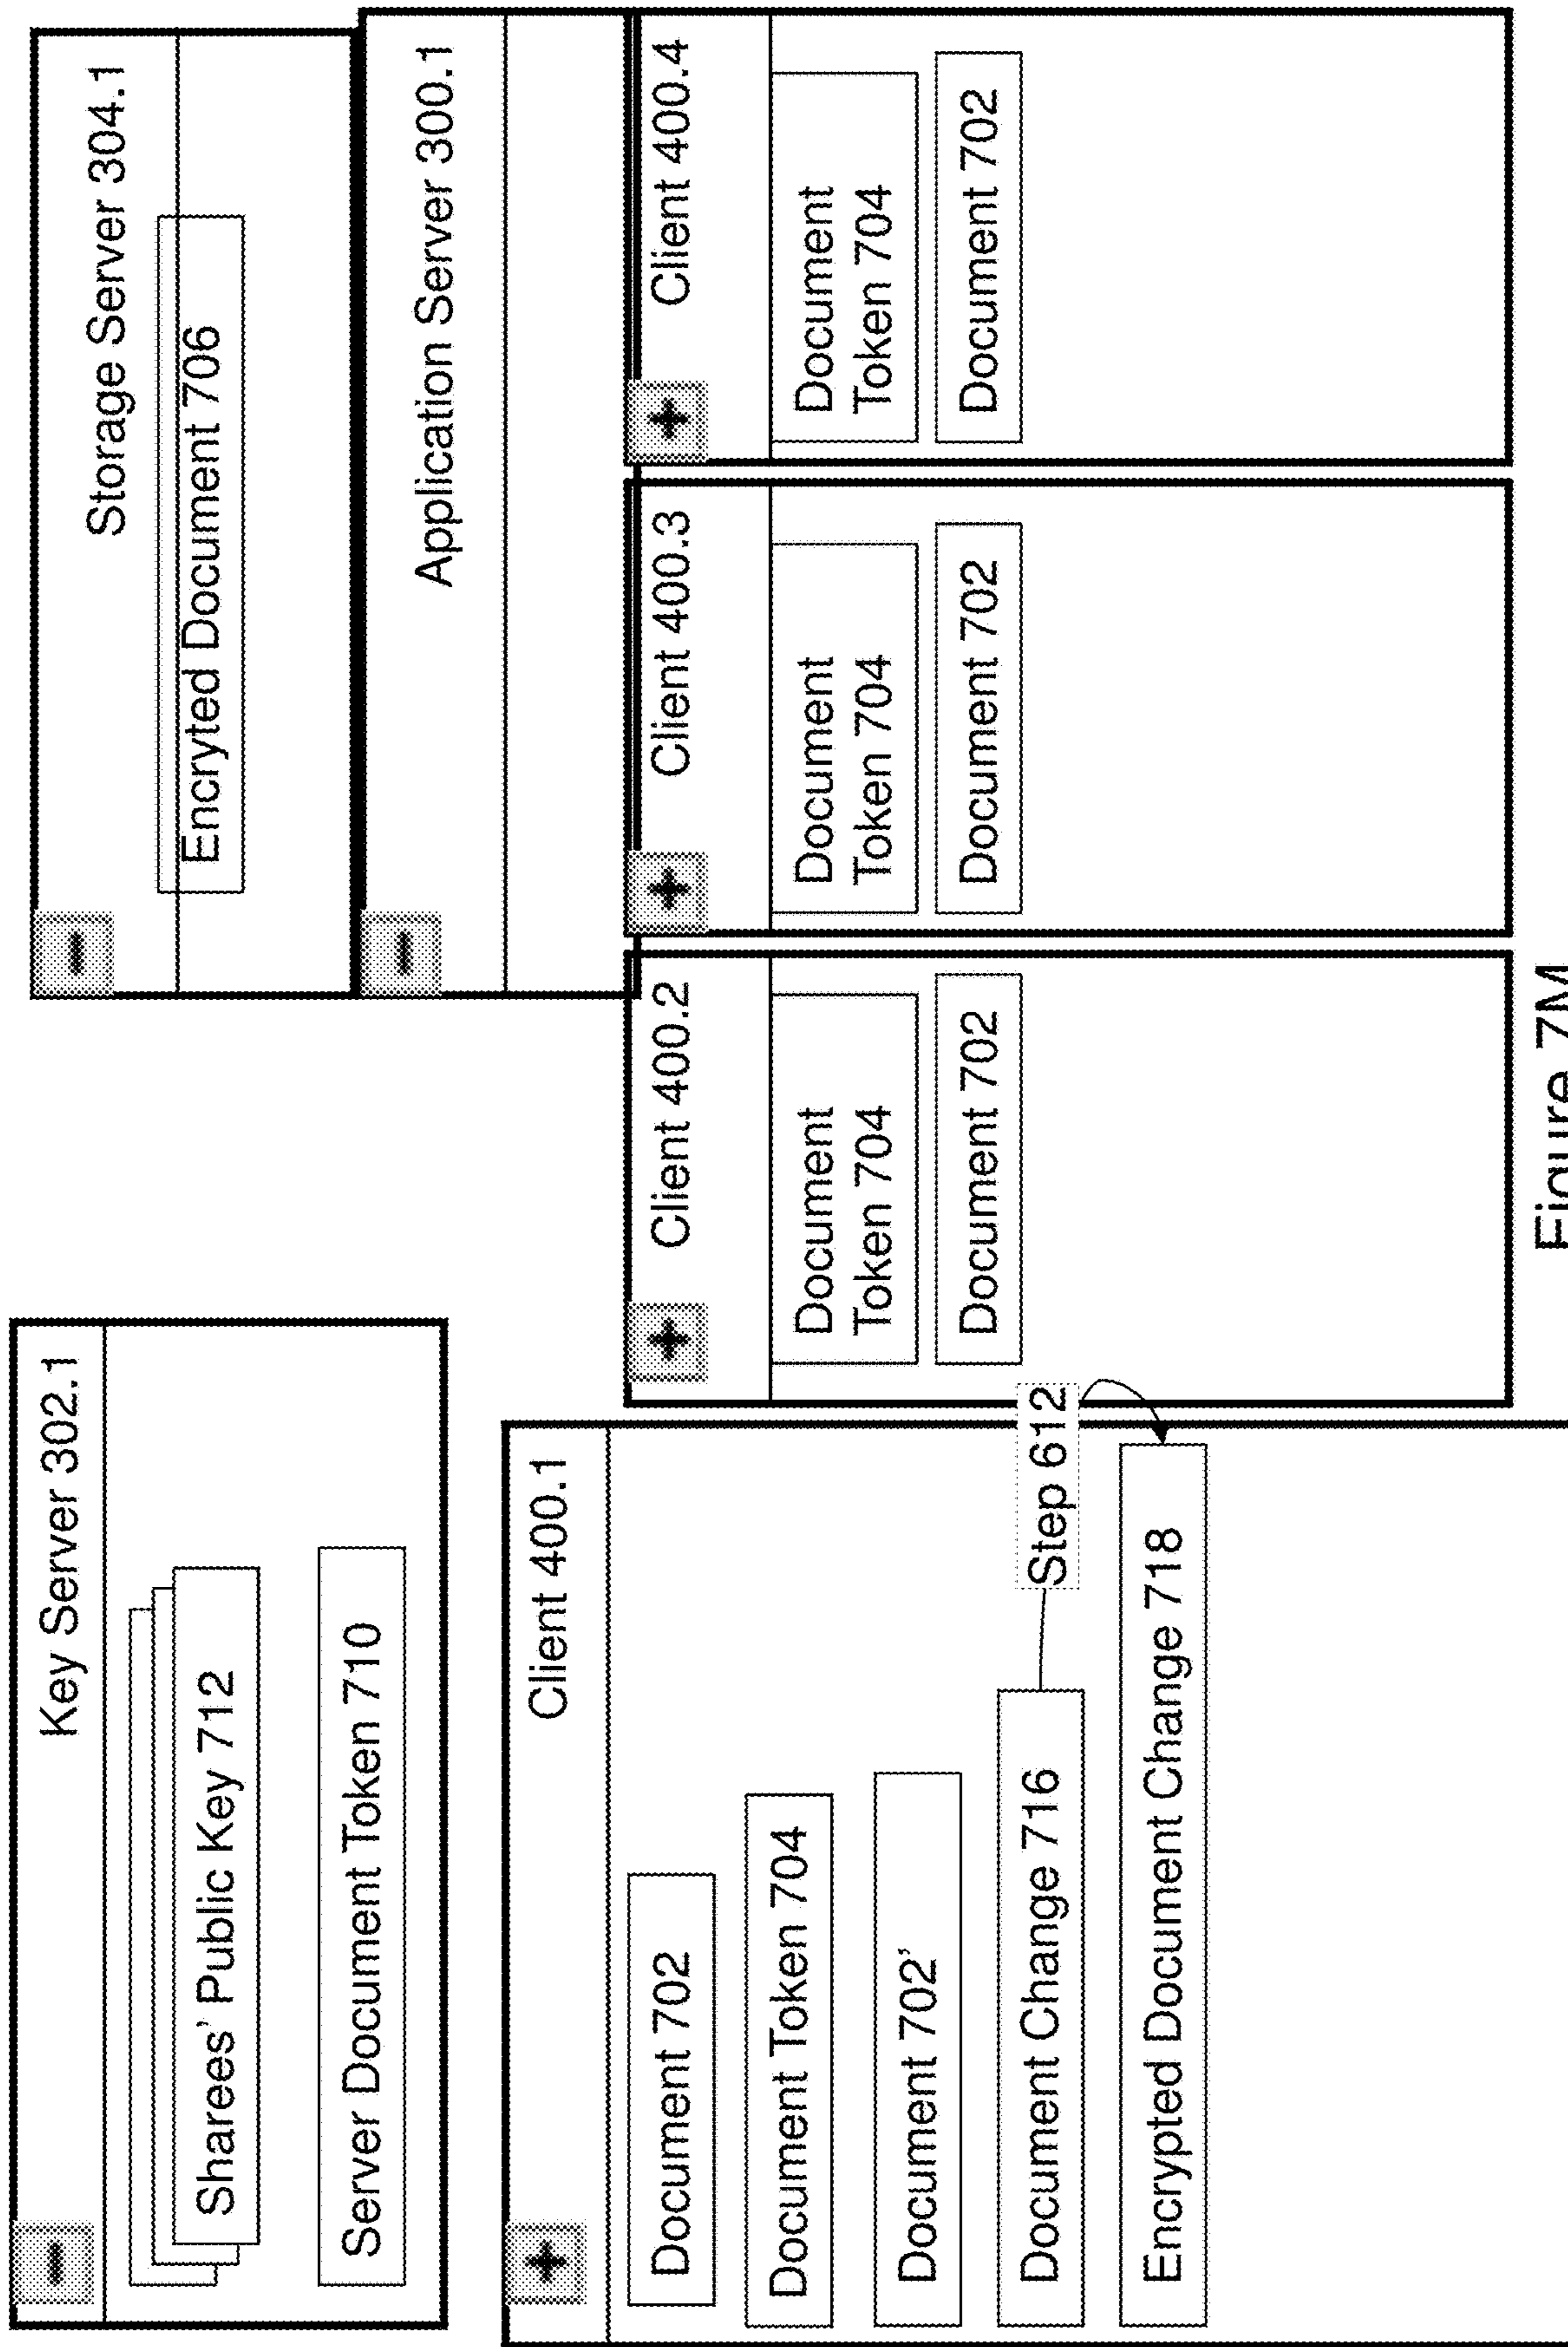 Key Server 302.1
Sharees' Public Key 712
Server Document Token 710
Storage Server 304.1
Encryted Document 706
Application Server 300.1
Client 400.1
Document 702
Document Token 704
Document 702'
Document Change 716
Step 612
Encrypted Document Change 718
Client 400.2
Document
Token 704
Document 702
Client 400.3
Document
Token 704
Document 702
Client 400.4
Document
Token 704
Document 702
Figure 7M